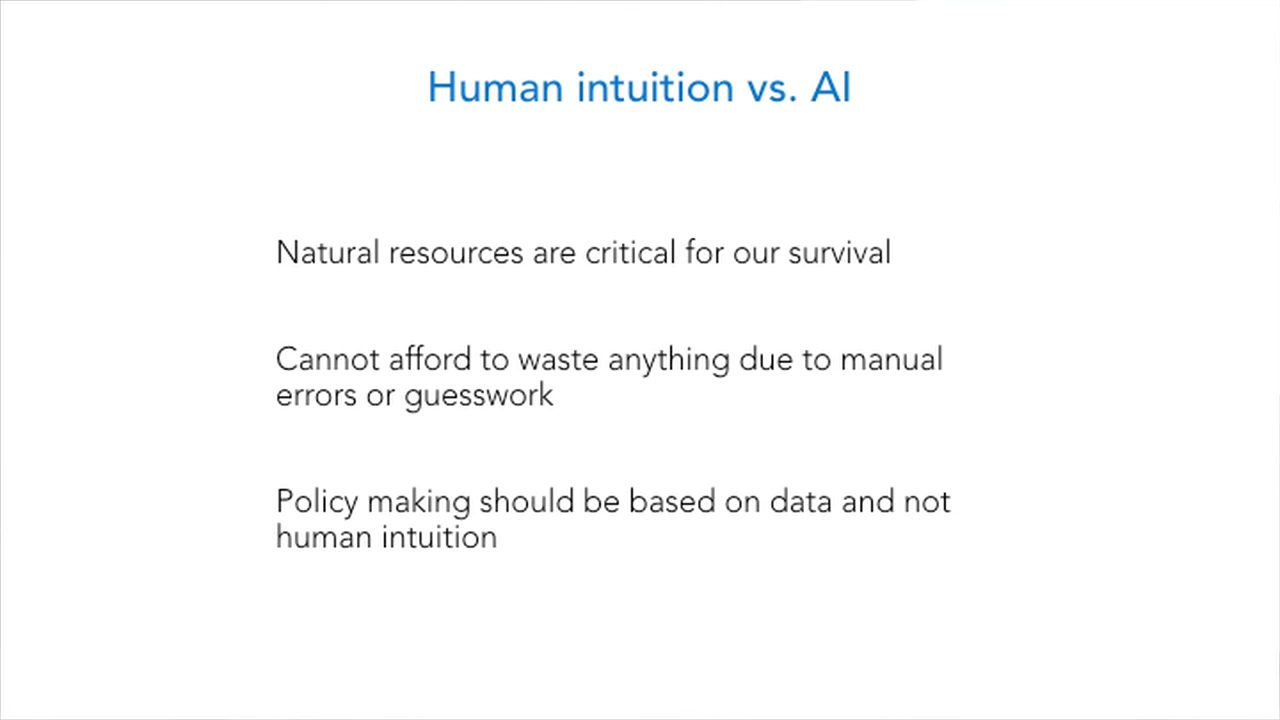 Human intuition vs. AI
Natural resources are critical for our survival
Cannot afford to waste anything due to manual
errors or guesswork
Policy making should be based on data and not
human intuition